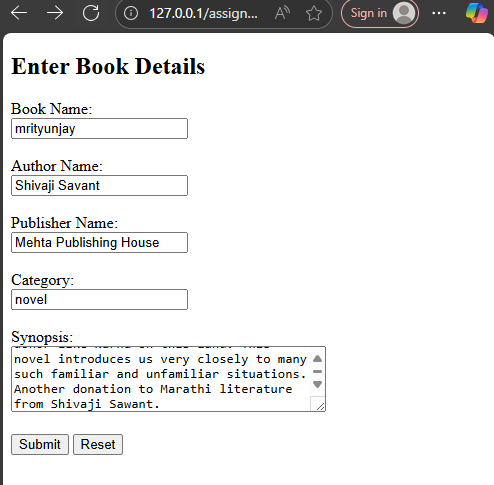 127.0.0.1/assign...
Sign in
Enter Book Details
Book Name:
mrityunjay
Author Name:
Shivaji Savant
Publisher Name:
Mehta Publishing House
Category:
novel
Synopsis:
novel introduces us very closely to many
such familiar and unfamiliar situations.
Another donation to Marathi literature
from Shivaji Sawant.
Submit Reset